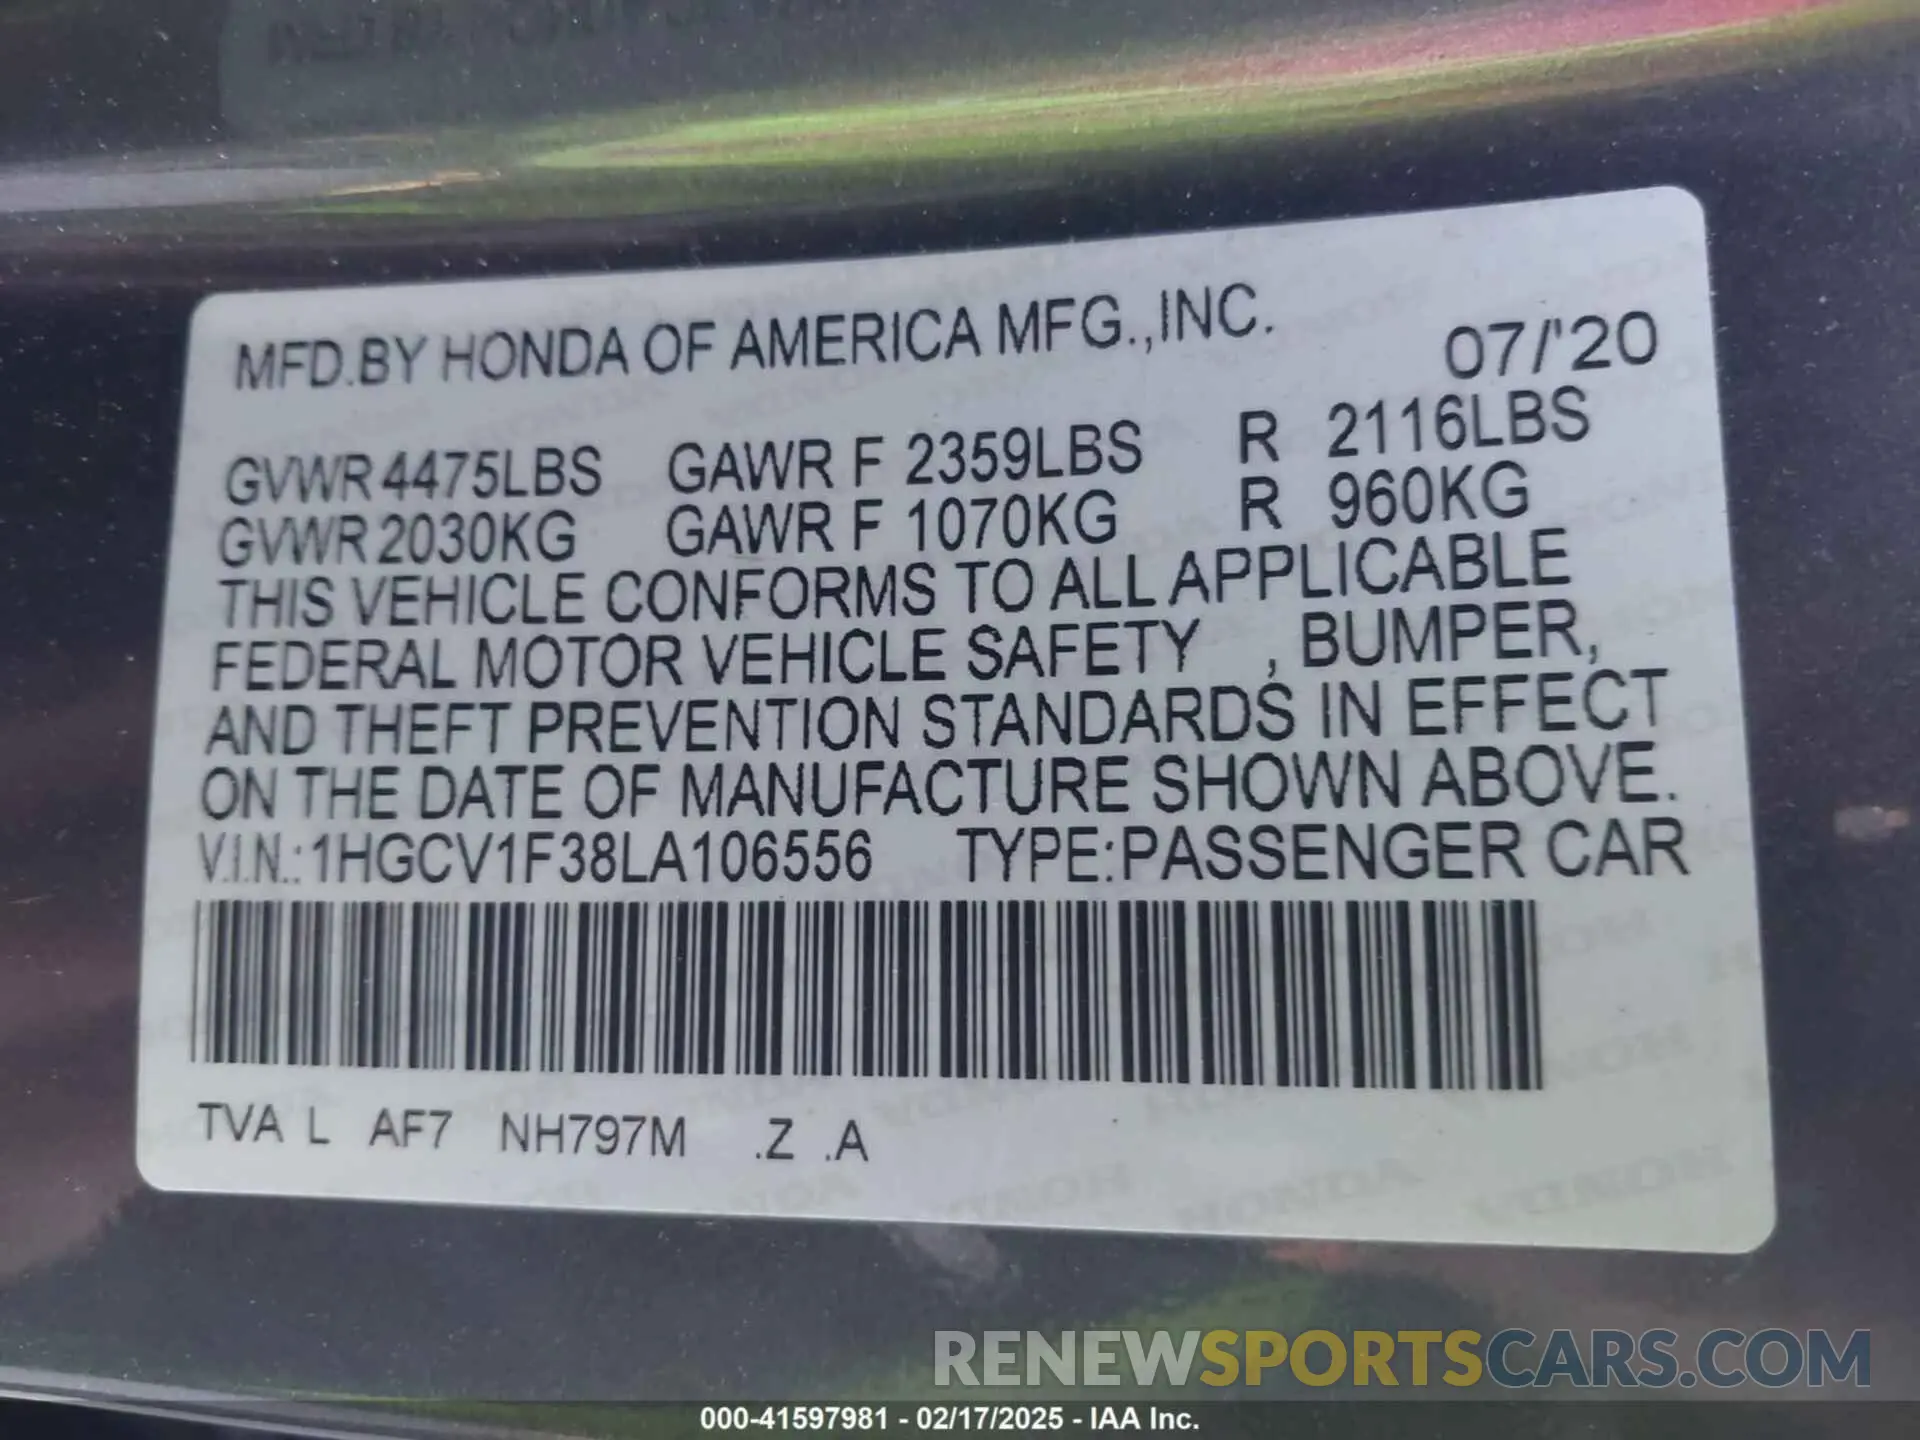 MFD.BY HONDA OF AMERICA MFG.,INC. 07/'20
GVWR 4475LBS GAWR F 2359LBS R 2116LBS
GVWR 2030KG GAWR F 1070KG R 960KG
THIS VEHICLE CONFORMS TO ALL APPLICABLE
FEDERAL MOTOR VEHICLE SAFETY , BUMPER,
AND THEFT PREVENTION STANDARDS IN EFFECT
ON THE DATE OF MANUFACTURE SHOWN ABOVE.
V.I.N.:1HGCV1F38LA106556 TYPE:PASSENGER CAR
TVA L AF7 NH797M .Z .A
RENEWSPORTSCARS.COM
000-41597981 - 02/17/2025 - IAA Inc.